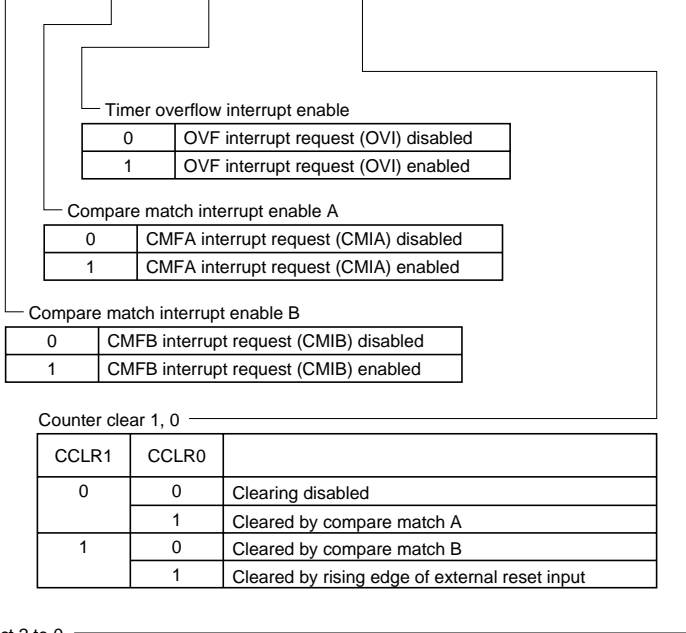 Timer overflow interrupt enable
0 OVF interrupt request (OVI) disabled
1 OVF interrupt request (OVI) enabled
Compare match interrupt enable A
0 CMFA interrupt request (CMIA) disabled
1 CMFA interrupt request (CMIA) enabled
Compare match interrupt enable B
0 CMFB interrupt request (CMIB) disabled
1 CMFB interrupt request (CMIB) enabled
Counter clear 1, 0
CCLR1 CCLR0
0 0 Clearing disabled
1 Cleared by compare match A
1 0 Cleared by compare match B
1 Cleared by rising edge of external reset input